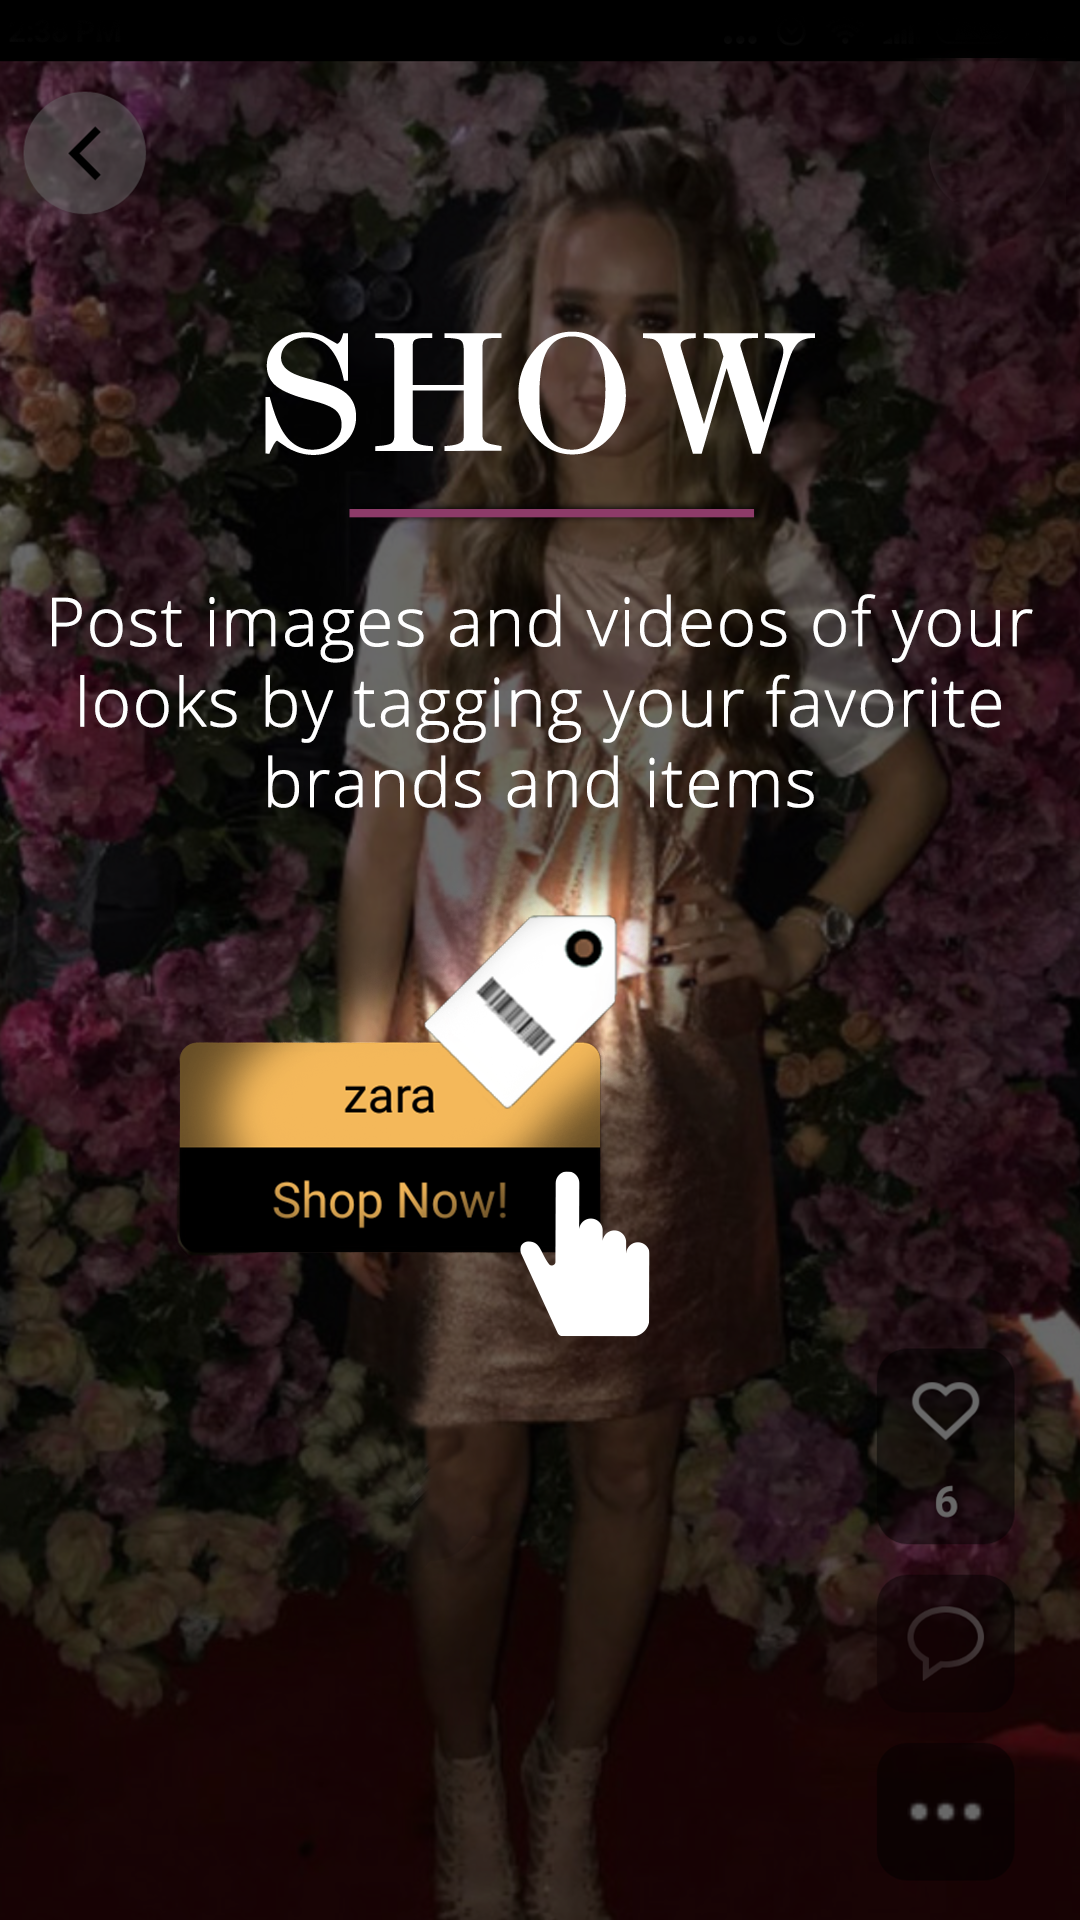 SHOW
Post images and videos of your
looks by tagging your favorite
brands and items
zara
Shop Now!
6